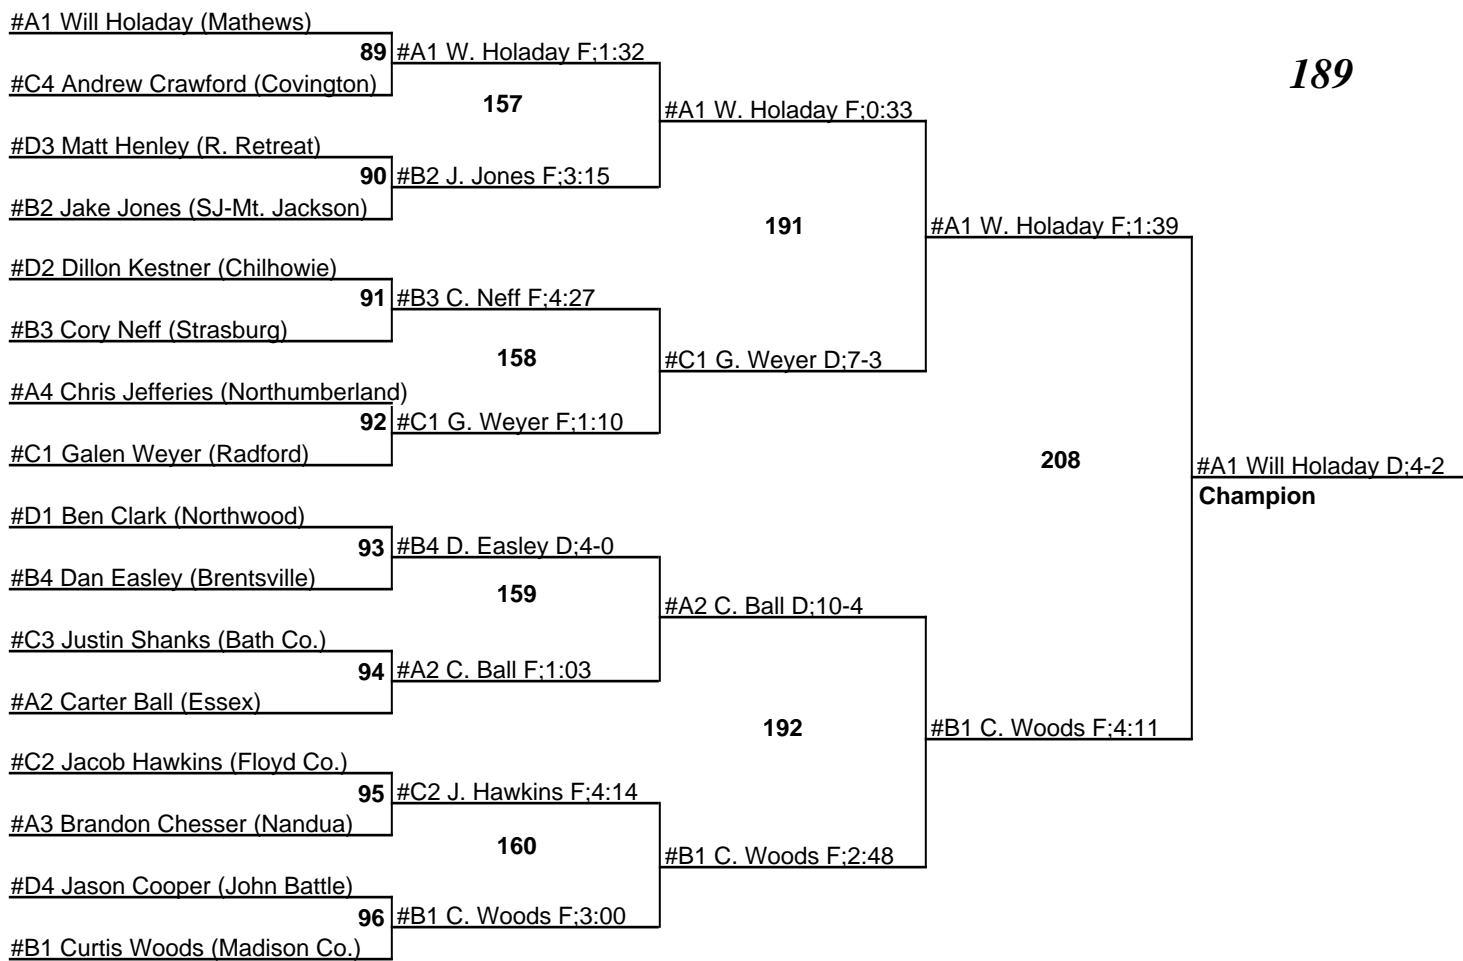 #A1 Will Holaday (Mathews)
89 #A1 W. Holaday F;1:32
189
#C4 Andrew Crawford (Covington)
157
#A1 W. Holaday F;0:33
#D3 Matt Henley (R. Retreat)
90 #B2 J. Jones F;3:15
#B2 Jake Jones (SJ-Mt. Jackson)
191
#A1 W. Holaday F;1:39
#D2 Dillon Kestner (Chilhowie)
91 #B3 C. Neff F;4:27
#B3 Cory Neff (Strasburg)
158
#C1 G. Weyer D;7-3
#A4 Chris Jefferies (Northumberland)
92 #C1 G. Weyer F;1:10
#C1 Galen Weyer (Radford)
208
#A1 Will Holaday D;4-2
Champion
#D1 Ben Clark (Northwood)
93 #B4 D. Easley D;4-0
#B4 Dan Easley (Brentsville)
159
#A2 C. Ball D;10-4
#C3 Justin Shanks (Bath Co.)
94 #A2 C. Ball F;1:03
#A2 Carter Ball (Essex)
192
#B1 C. Woods F;4:11
#C2 Jacob Hawkins (Floyd Co.)
95 #C2 J. Hawkins F;4:14
#A3 Brandon Chesser (Nandua)
160
#B1 C. Woods F;2:48
#D4 Jason Cooper (John Battle)
96 #B1 C. Woods F;3:00
#B1 Curtis Woods (Madison Co.)